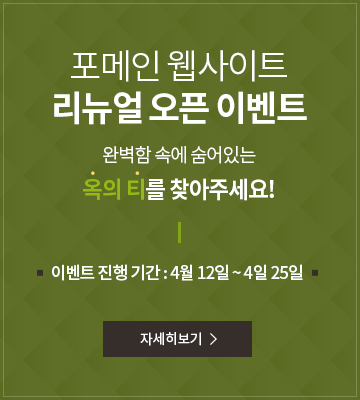 포메인 웹사이트
리뉴얼 오픈 이벤트
완벽함 속에 숨어있는
옥의 티를 찾아주세요!
이벤트 진행 기간 : 4월 12일 ~ 4일 25일
자세히보기 >